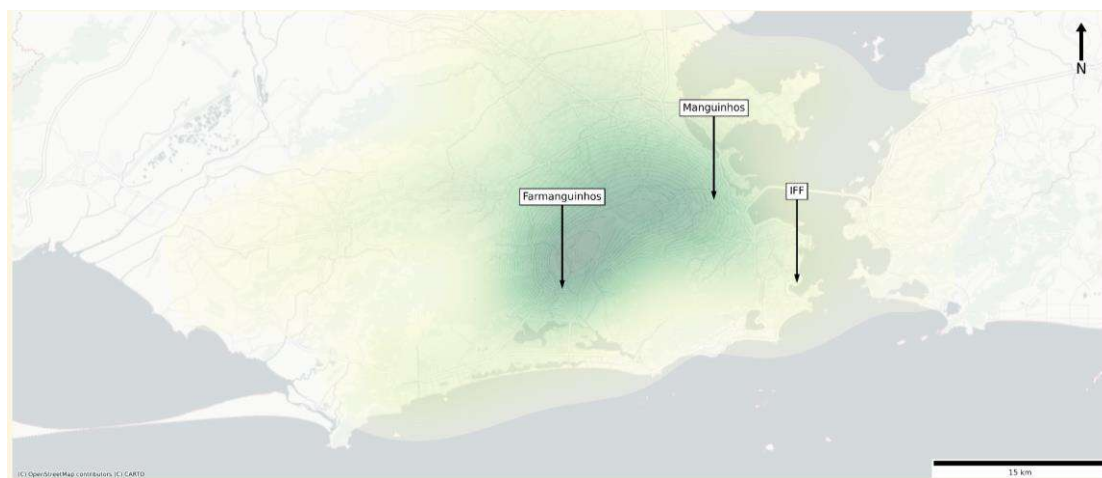 N
Manguinhos
IFF
Farmanguinhos
(C) OpenStreetMap contributors (C) CARTO
15 km